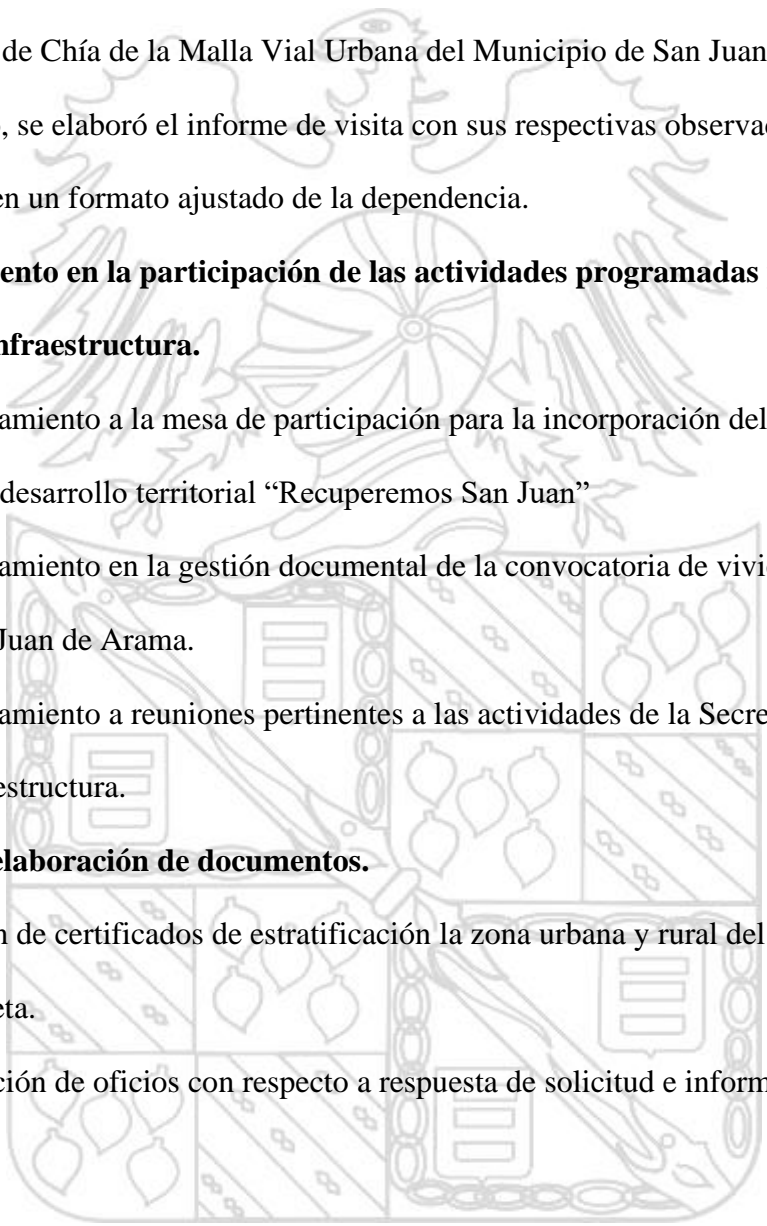 de Chía de la Malla Vial Urbana del Municipio de San Juan
, se elaboró el informe de visita con sus respectivas observa
en un formato ajustado de la dependencia.
ento en la participación de las actividades programadas
nfraestructura.
amiento a la mesa de participación para la incorporación del
desarrollo territorial “Recuperemos San Juan”
amiento en la gestión documental de la convocatoria de vivi
Juan de Arama.
amiento a reuniones pertinentes a las actividades de la Secre
estructura.
elaboración de documentos.
n de certificados de estratificación la zona urbana y rural del
eta.
ción de oficios con respecto a respuesta de solicitud e inform